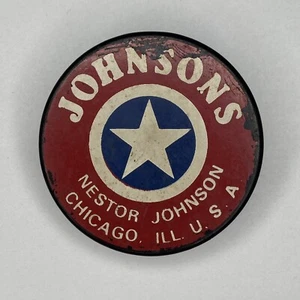 JOHNSONS
NESTOR JOHNSON
CHICAGO, ILL. U. S. A